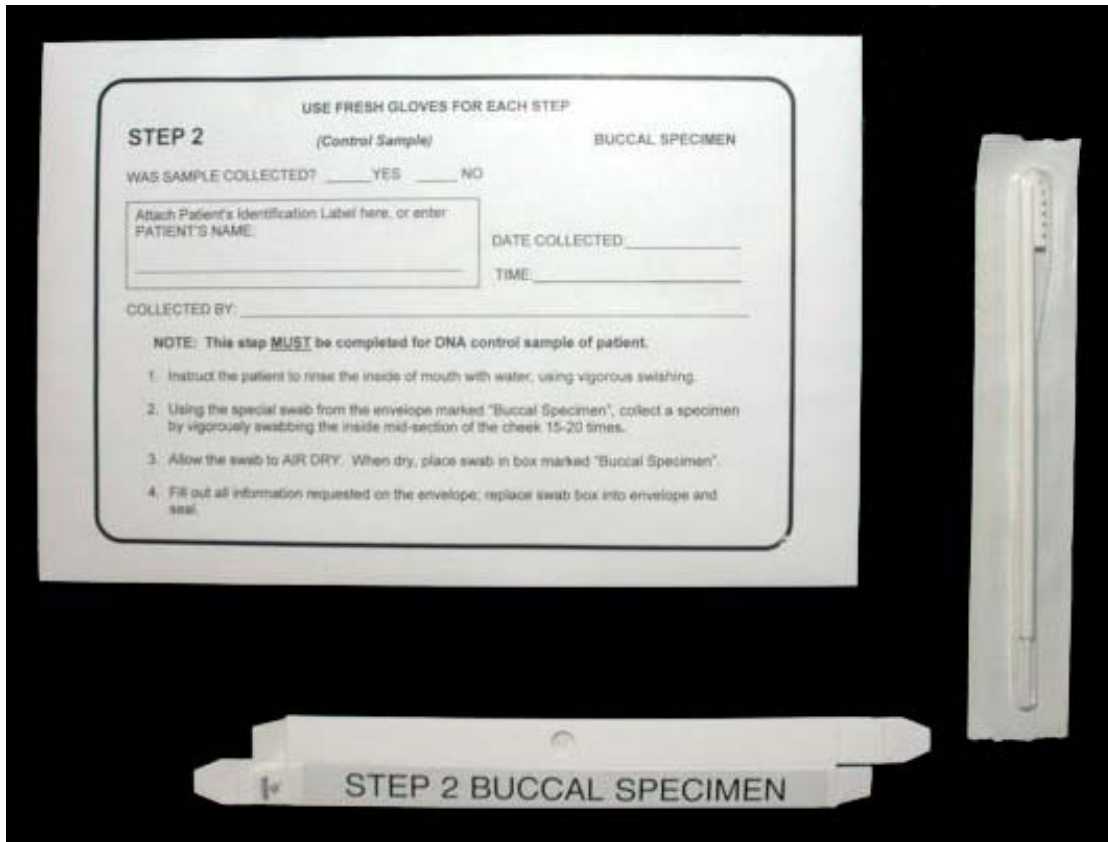 USE FRESH GLOVES FOR EACH STEP
STEP 2 (Control Sample) BUCCAL SPECIMEN
WAS SAMPLE COLLECTED? _____YES _____NO
Attach Patient's Identification Label here, or enter
PATIENT'S NAME:
DATE COLLECTED:____________
TIME:____________
COLLECTED BY: ____________
NOTE: This step MUST be completed for DNA control sample of patient.
1. Instruct the patient to rinse the inside of mouth with water, using vigorous swishing.
2. Using the special swab from the envelope marked "Buccal Specimen", collect a specimen
by vigorously swabbing the inside mid-section of the cheek 15-20 times.
3. Allow the swab to AIR DRY. When dry, place swab in box marked "Buccal Specimen".
4. Fill out all information requested on the envelope; replace swab box into envelope and
seal.
STEP 2 BUCCAL SPECIMEN